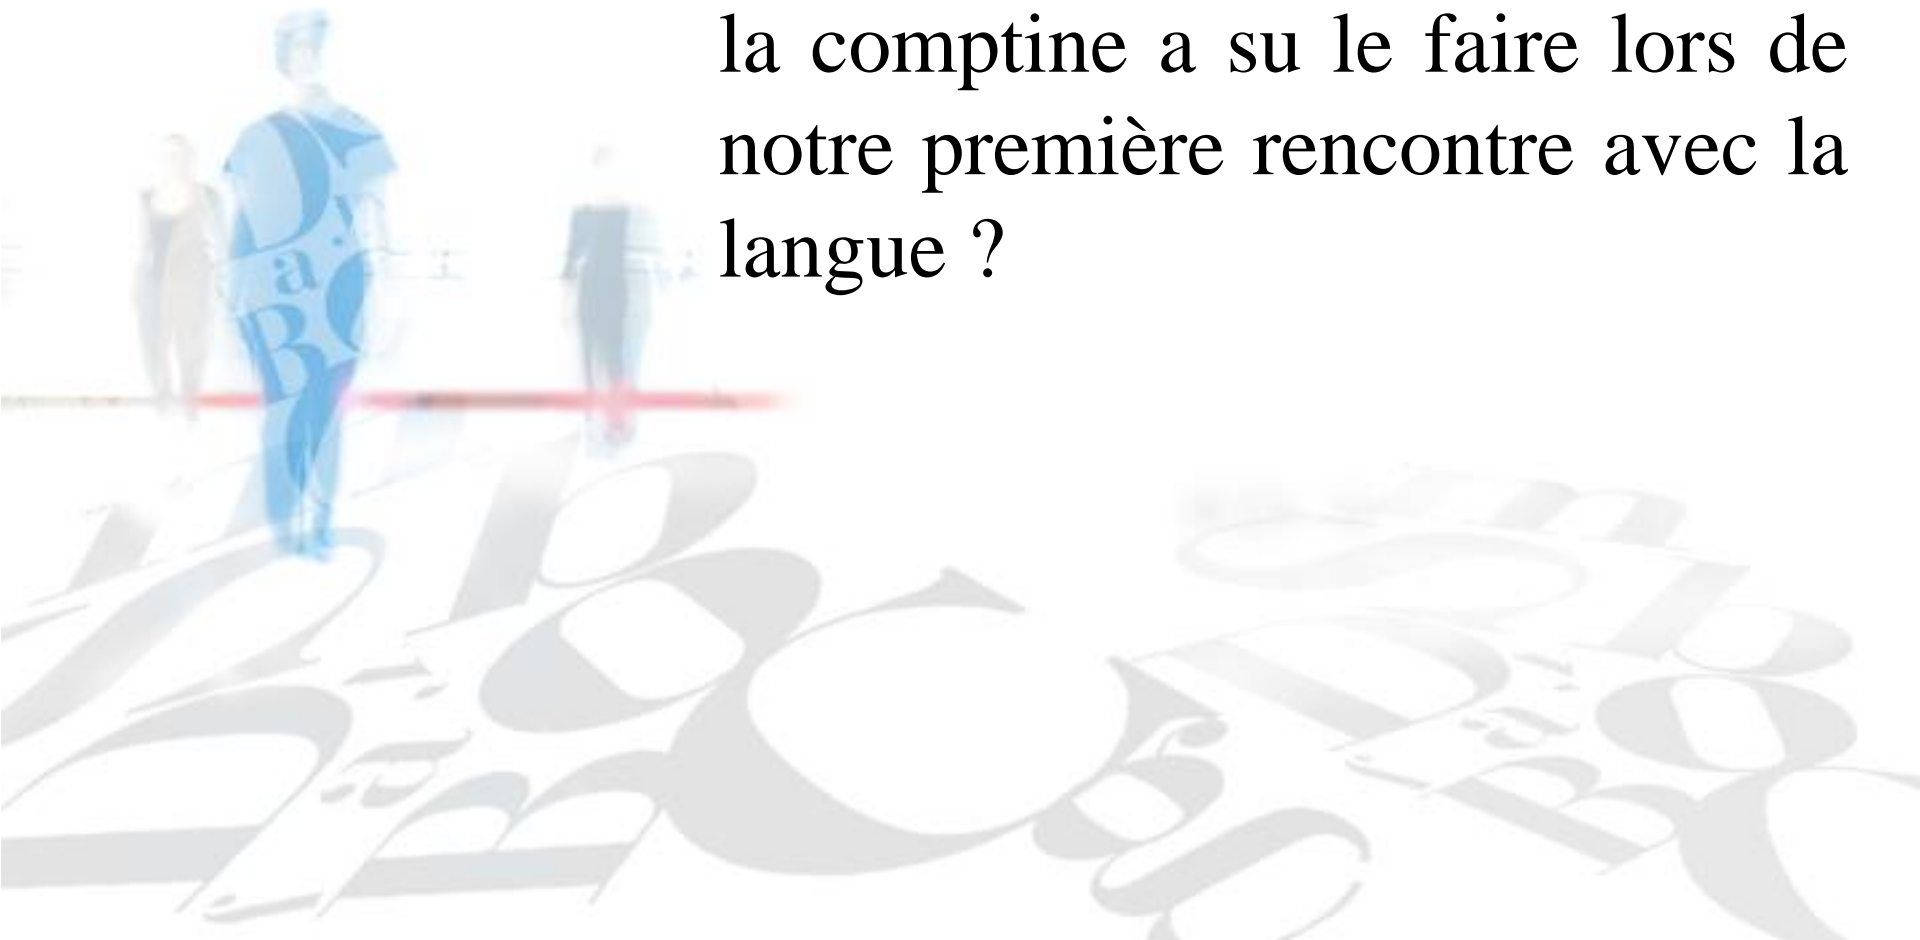 la comptine a su le faire lors de
notre première rencontre avec la
langue ?